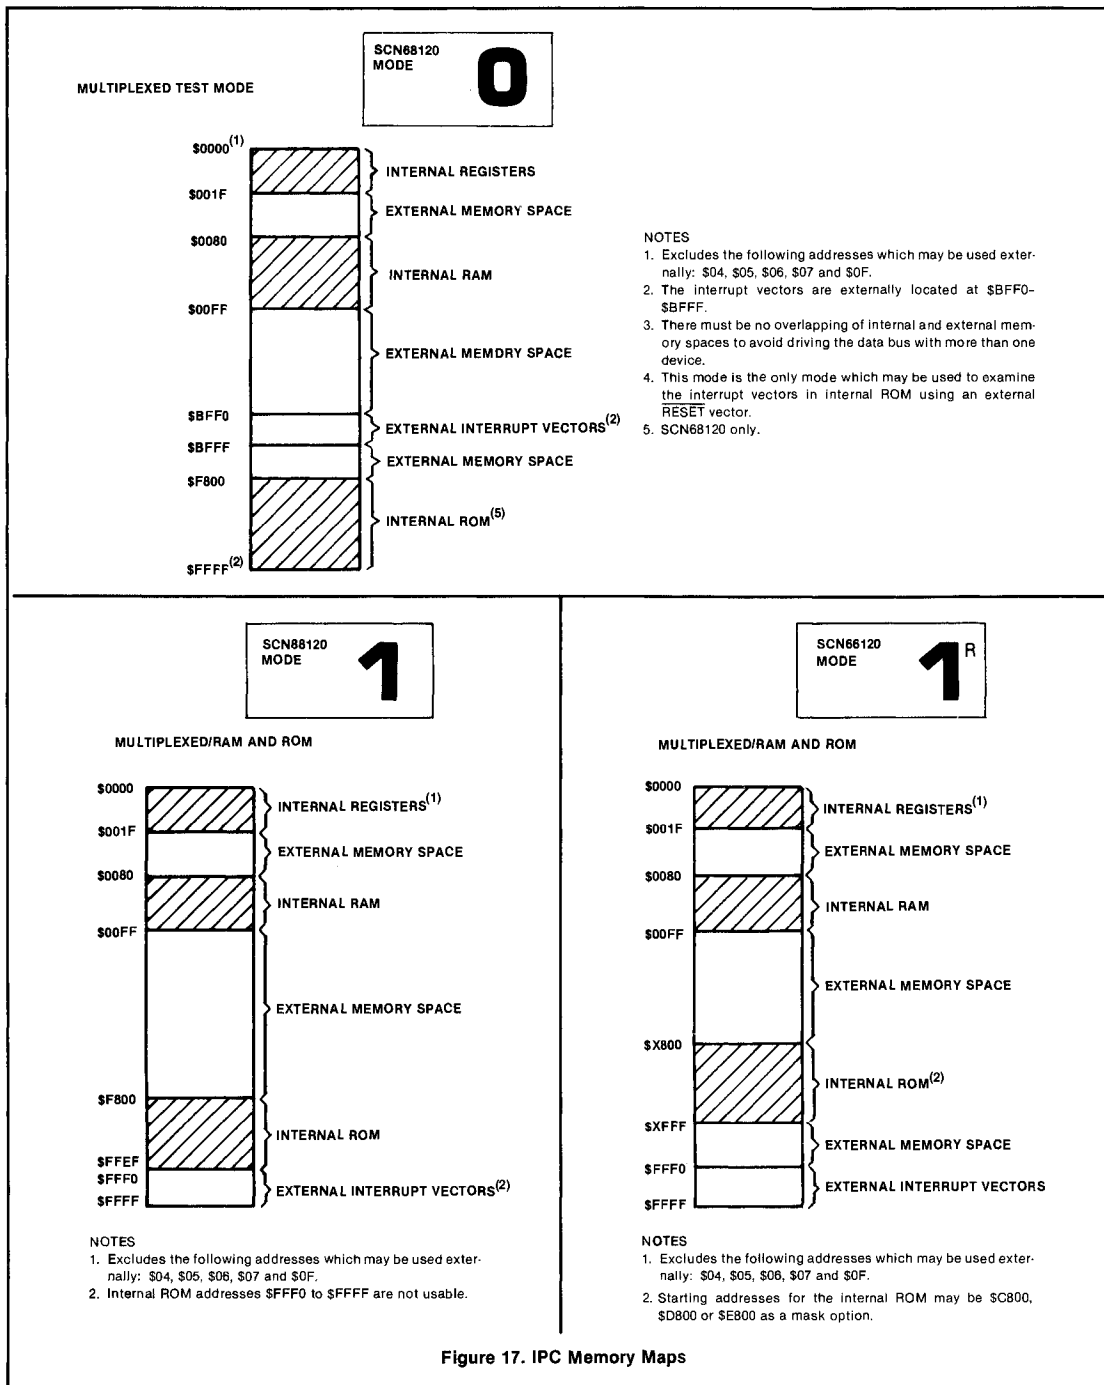 SCN68120
MODE
0
MULTIPLEXED TEST MODE
$0000(1)
INTERNAL REGISTERS
$001F
EXTERNAL MEMORY SPACE
$0080
INTERNAL RAM
$00FF
EXTERNAL MEMDRY SPACE
$BFF0
EXTERNAL INTERRUPT VECTORS(2)
$BFFF
EXTERNAL MEMORY SPACE
$F800
INTERNAL ROM(5)
$FFFF(2)
NOTES
1. Excludes the following addresses which may be used exter-
nally: $04, $05, $06, $07 and $0F.
2. The interrupt vectors are externally located at $BFF0-
$BFFF.
3. There must be no overlapping of internal and external mem-
ory spaces to avoid driving the data bus with more than one
device.
4. This mode is the only mode which may be used to examine
the interrupt vectors in internal ROM using an external
RESET vector.
5. SCN68120 only.
SCN88120
MODE
1
MULTIPLEXED/RAM AND ROM
$0000
INTERNAL REGISTERS(1)
$001F
EXTERNAL MEMORY SPACE
$0080
INTERNAL RAM
$00FF
EXTERNAL MEMORY SPACE
$F800
INTERNAL ROM
$FFEF
$FFF0
EXTERNAL INTERRUPT VECTORS(2)
$FFFF
NOTES
1. Excludes the following addresses which may be used exter-
nally: $04, $05, $06, $07 and $0F.
2. Internal ROM addresses $FFF0 to $FFFF are not usable.
SCN66120
MODE
1 R
MULTIPLEXED/RAM AND ROM
$0000
INTERNAL REGISTERS(1)
$001F
EXTERNAL MEMORY SPACE
$0080
INTERNAL RAM
$00FF
EXTERNAL MEMORY SPACE
$X800
INTERNAL ROM(2)
$XFFF
EXTERNAL MEMORY SPACE
$FFF0
EXTERNAL INTERRUPT VECTORS
$FFFF
NOTES
1. Excludes the following addresses which may be used exter-
nally: $04, $05, $06, $07 and $0F.
2. Starting addresses for the internal ROM may be $C800,
$D800 or $E800 as a mask option.
Figure 17. IPC Memory Maps